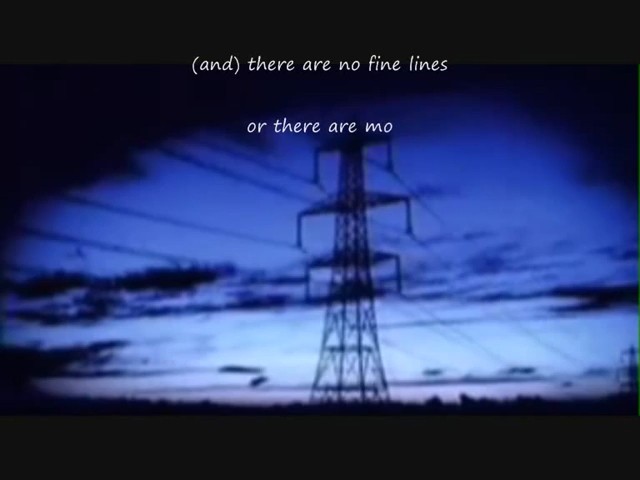 (and) there are no fine lines
or there are mo